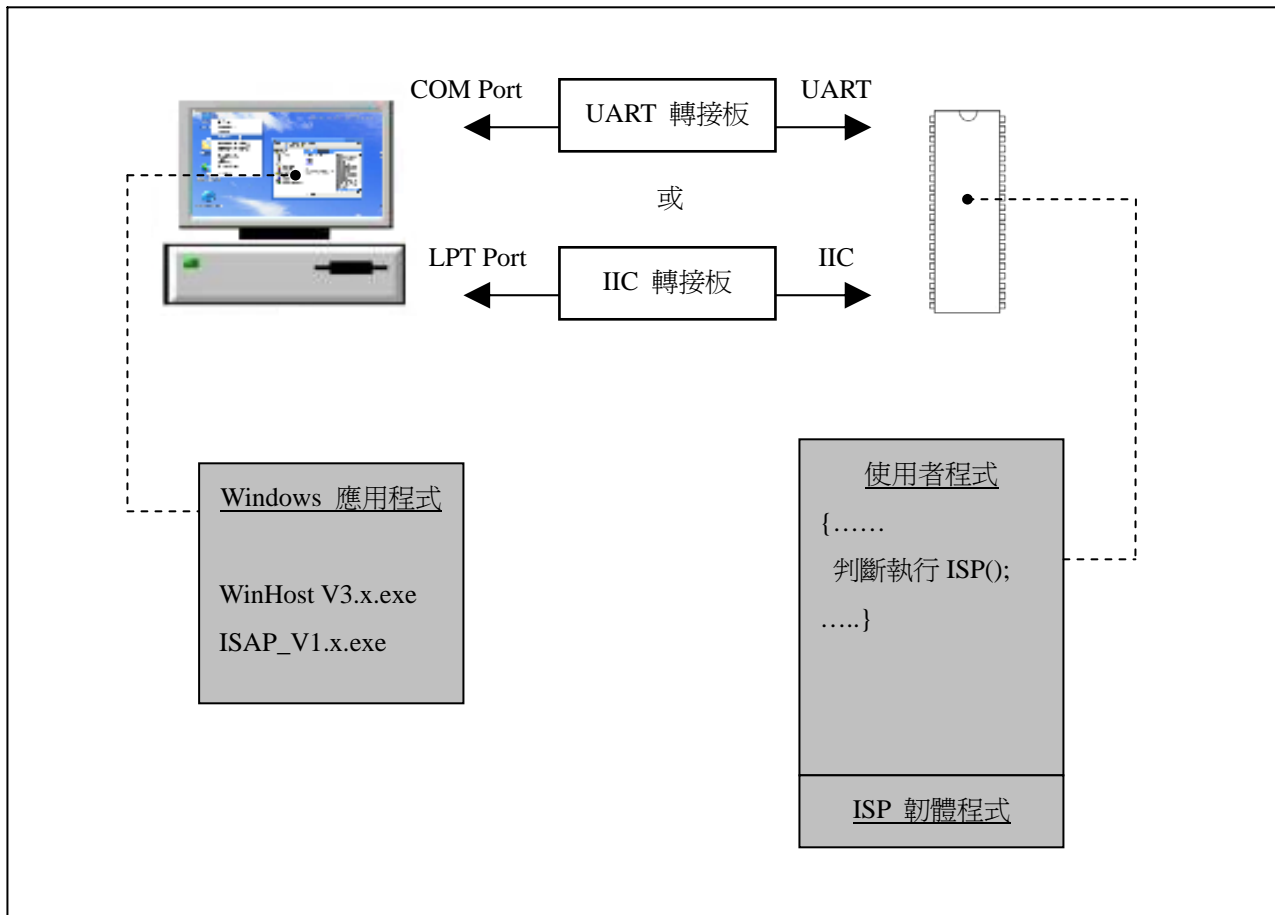 COM Port
UART 轉接板
UART
或
LPT Port
IIC 轉接板
IIC
Windows 應用程式
WinHost V3.x.exe
ISAP_V1.x.exe
使用者程式
{……
判斷執行 ISP();
…..}
ISP 韌體程式